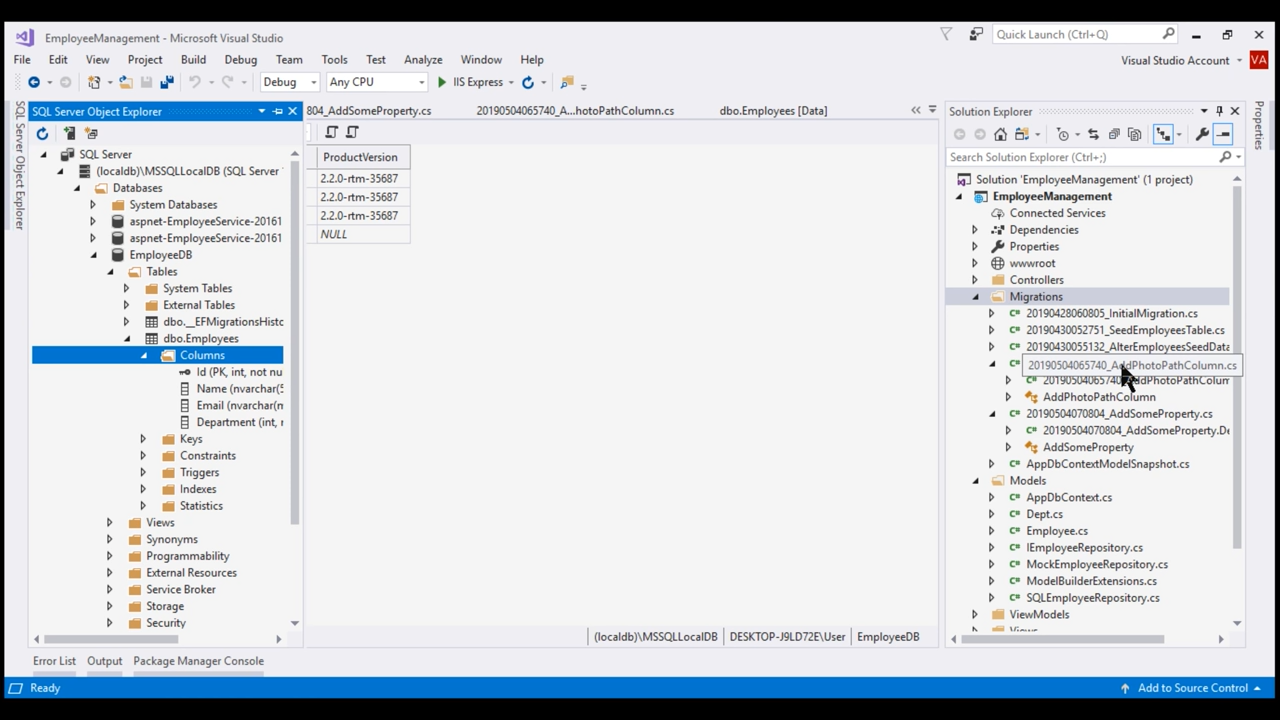 EmployeeManagement - Microsoft Visual Studio
Quick Launch (Ctrl+Q)
File Edit View Project Build Debug Team Tools Test Analyze Window Help
Visual Studio Account
VA
Debug
Any CPU
IIS Express
SQL Server Object Explorer
SQL Server Object Explorer
SQL Server
(localdb)\MSSQLLocalDB (SQL Server
Databases
System Databases
aspnet-EmployeeService-20161
aspnet-EmployeeService-20161
EmployeeDB
Tables
System Tables
External Tables
dbo.__EFMigrationsHistc
dbo.Employees
Columns
Id (PK, int, not nu
Name (nvarchar(5
Email (nvarchar(m
Department (int, r
Keys
Constraints
Triggers
Indexes
Statistics
Views
Synonyms
Programmability
External Resources
Service Broker
Storage
Security
804_AddSomeProperty.cs
20190504065740_A...hotoPathColumn.cs
dbo.Employees [Data]
ProductVersion
2.2.0-rtm-35687
2.2.0-rtm-35687
2.2.0-rtm-35687
NULL
(localdb)\MSSQLLocalDB
DESKTOP-J9LD72E\User
EmployeeDB
Solution Explorer
Search Solution Explorer (Ctrl+;)
Solution 'EmployeeManagement' (1 project)
EmployeeManagement
Connected Services
Dependencies
Properties
wwwroot
Controllers
Migrations
20190428060805_InitialMigration.cs
20190430052751_SeedEmployeesTable.cs
20190430055132_AlterEmployeesSeedData
20190504065740_AddPhotoPathColumn.cs
20190504065740_AddPhotoPathColum
AddPhotoPathColumn
20190504070804_AddSomeProperty.cs
20190504070804_AddSomeProperty.De
AddSomeProperty
AppDbContextModelSnapshot.cs
Models
AppDbContext.cs
Dept.cs
Employee.cs
IEmployeeRepository.cs
MockEmployeeRepository.cs
ModelBuilderExtensions.cs
SQLEmployeeRepository.cs
ViewModels
Views
Properties
Error List Output Package Manager Console
Ready
Add to Source Control